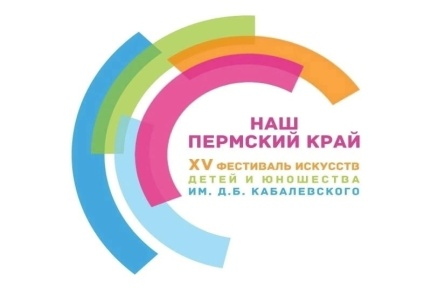 НАШ
ПЕРМСКИЙ КРАЙ
XV ФЕСТИВАЛЬ ИСКУССТВ
ДЕТЕЙ И ЮНОШЕСТВА
ИМ. Д.Б. КАБАЛЕВСКОГО